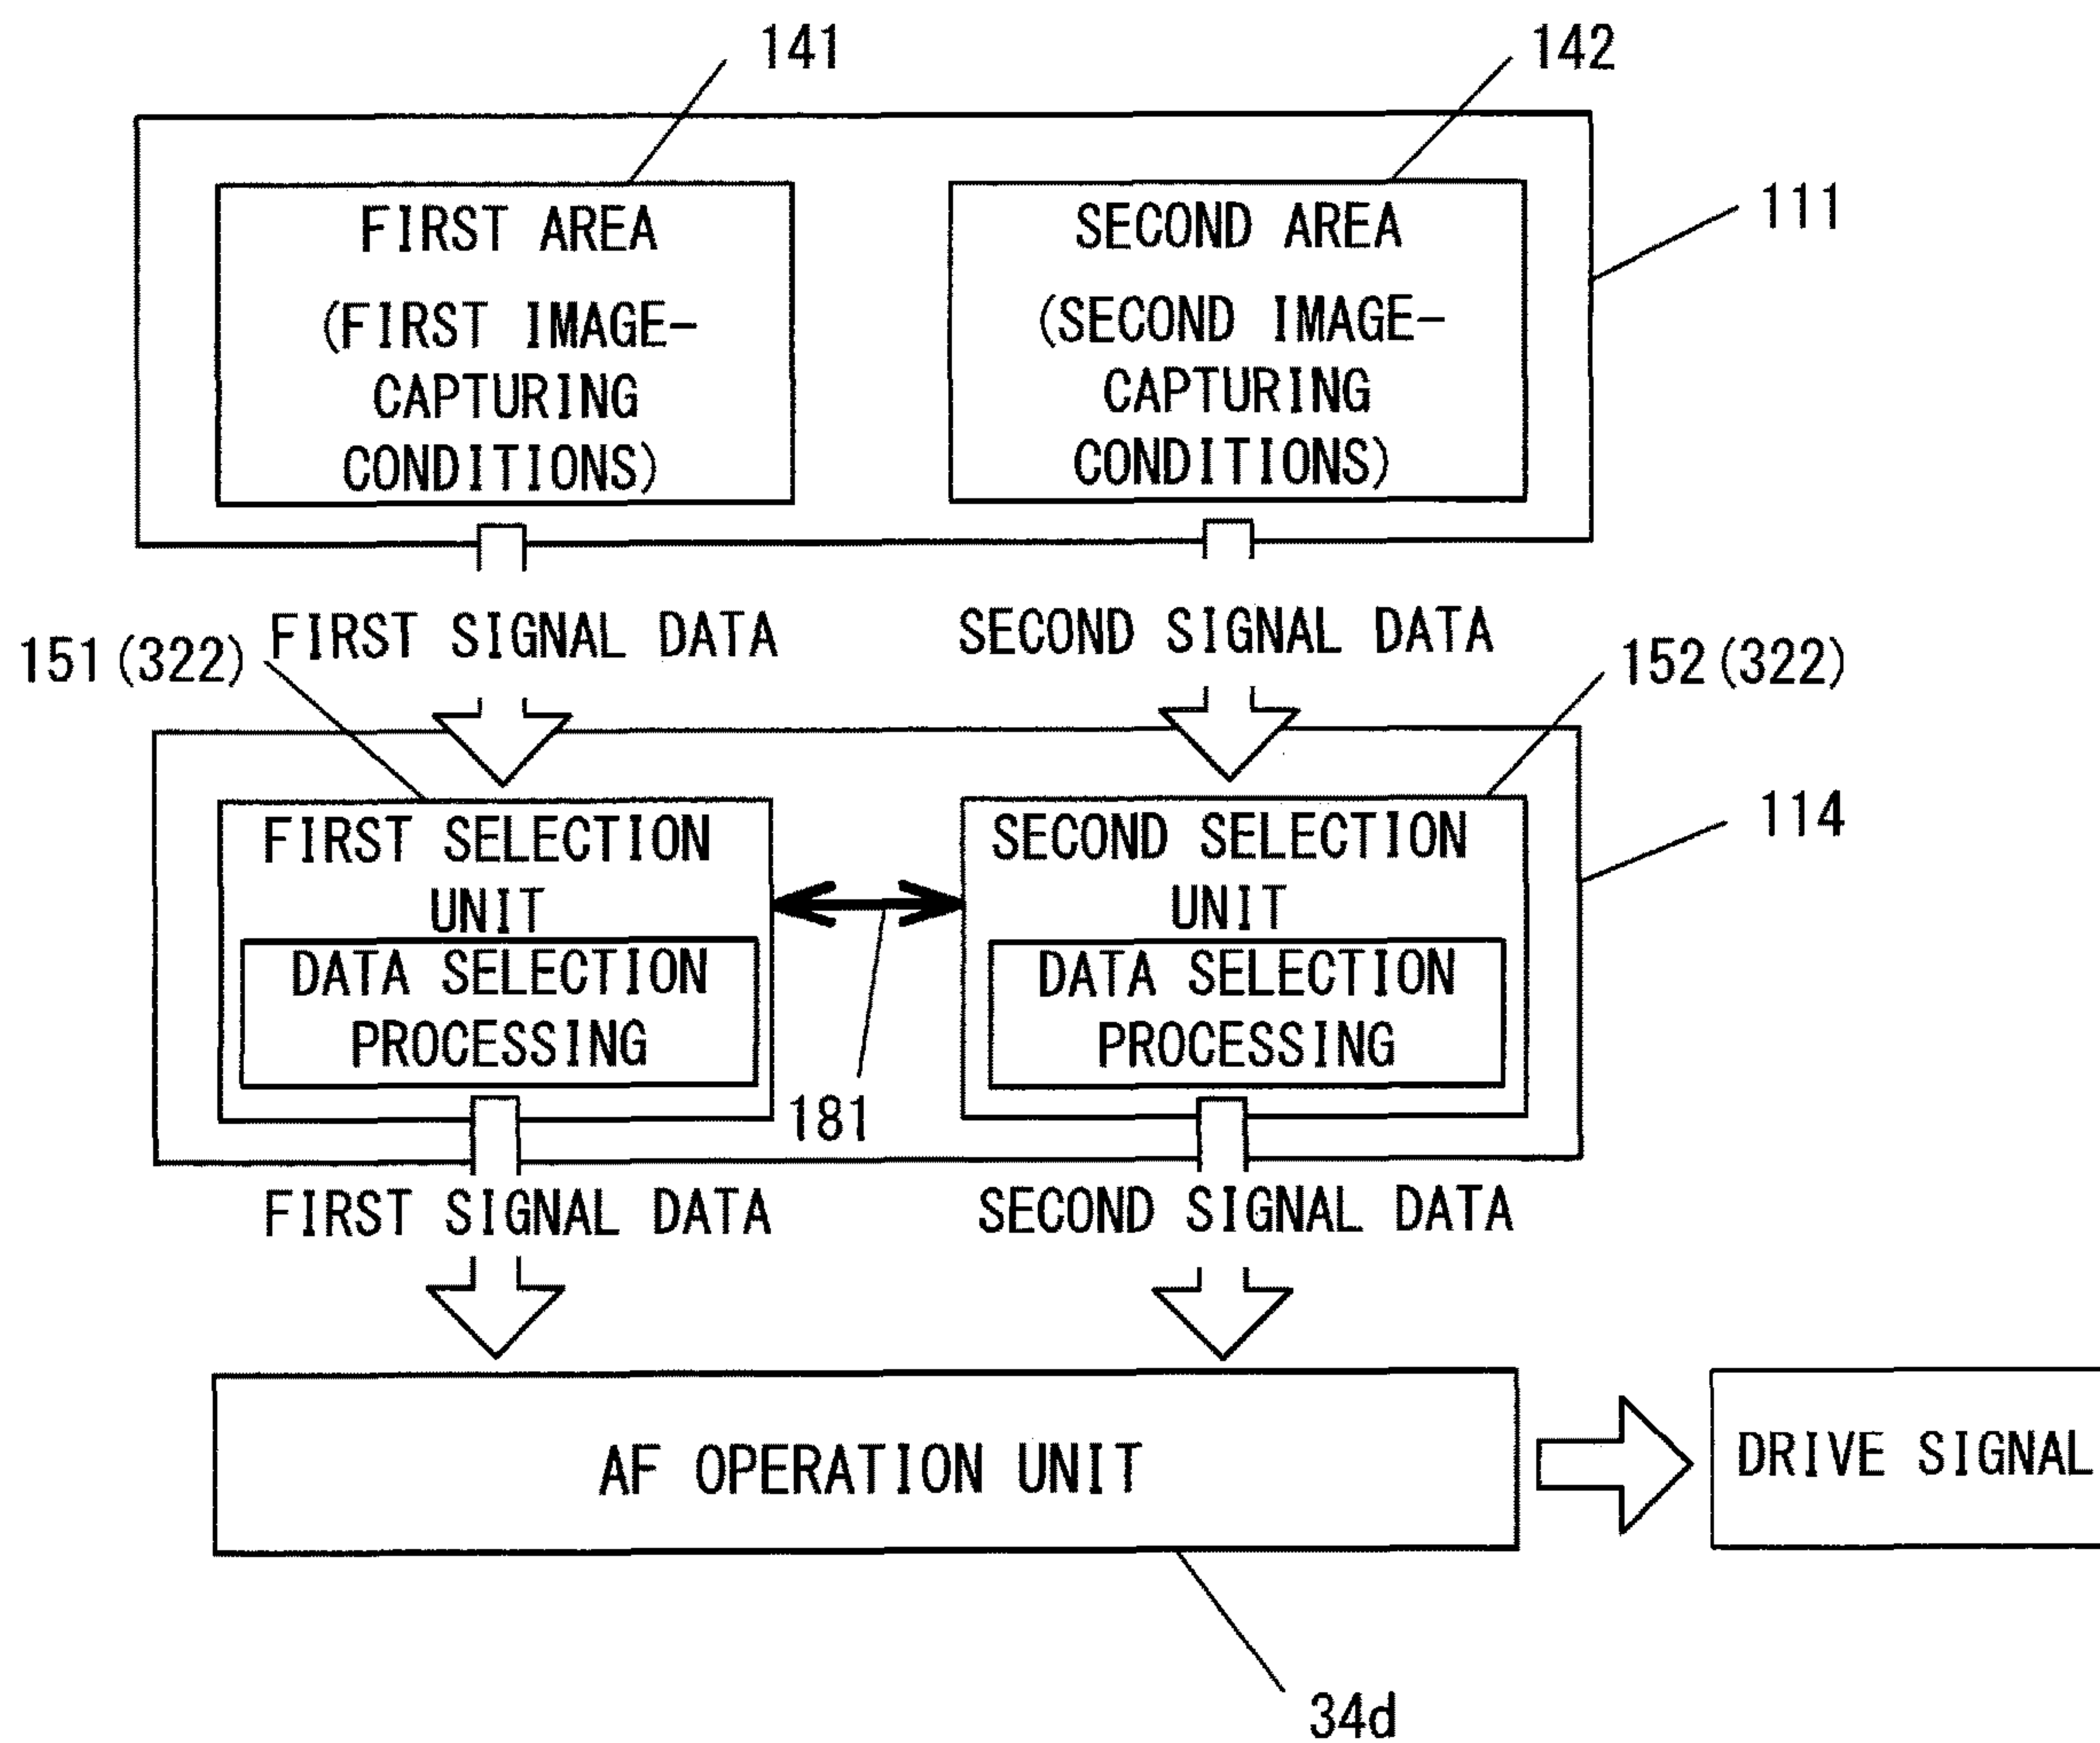 141
142
FIRST AREA
(FIRST IMAGE-
CAPTURING
CONDITIONS)
SECOND AREA
(SECOND IMAGE-
CAPTURING
CONDITIONS)
111
FIRST SIGNAL DATA
SECOND SIGNAL DATA
151(322)
152(322)
FIRST SELECTION
UNIT
DATA SELECTION
PROCESSING
SECOND SELECTION
UNIT
DATA SELECTION
PROCESSING
114
181
FIRST SIGNAL DATA
SECOND SIGNAL DATA
AF OPERATION UNIT
DRIVE SIGNAL
34d